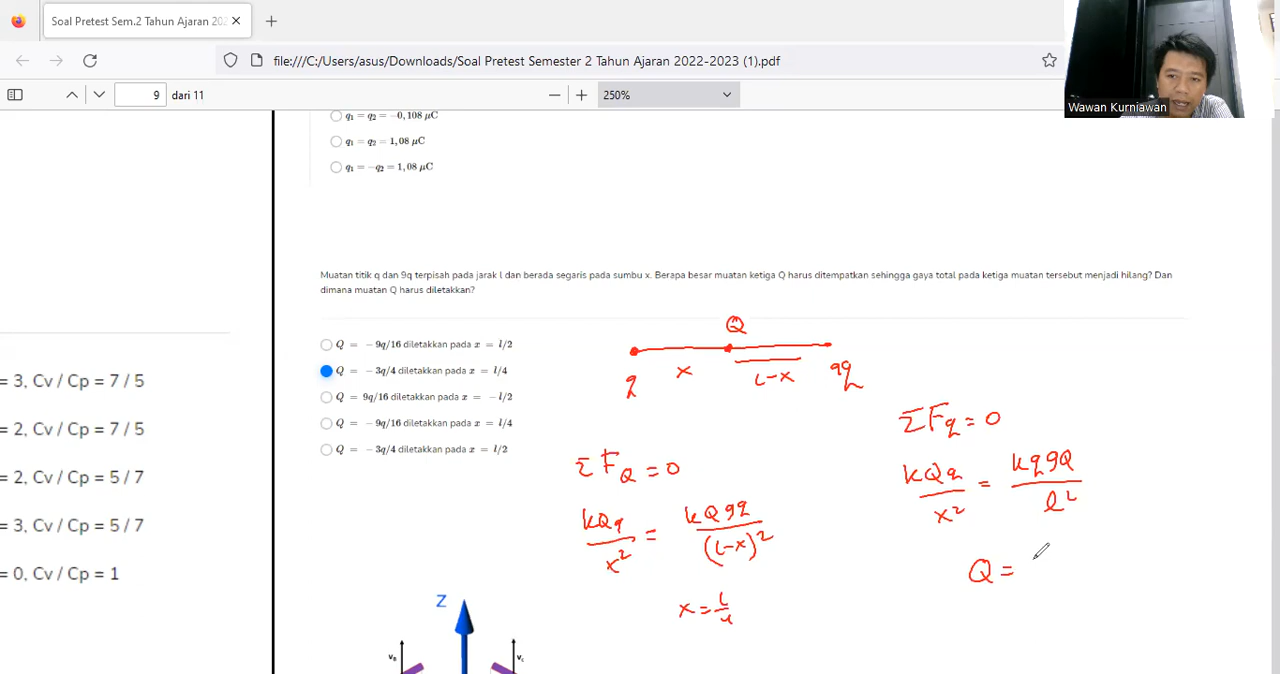 Soal Pretest Sem.2 Tahun Ajaran 202
file:///C:/Users/asus/Downloads/Soal Pretest Semester 2 Tahun Ajaran 2022-2023 (1).pdf
9 dari 11
250%
Wawan Kurniawan
q₁ = q₂ = −0,108 μC
q₁ = q₂ = 1,08 μC
q₁ = −q₂ = 1,08 μC
Muatan titik q dan 9q terpisah pada jarak l dan berada segaris pada sumbu x. Berapa besar muatan ketiga Q harus ditempatkan sehingga gaya total pada ketiga muatan tersebut menjadi hilang? Dan
dimana muatan Q harus diletakkan?
Q = −9q/16 diletakkan pada x = l/2
Q = −3q/4 diletakkan pada x = l/4
Q = 9q/16 diletakkan pada x = −l/2
Q = −9q/16 diletakkan pada x = l/4
Q = −3q/4 diletakkan pada x = l/2
= 3, Cv / Cp = 7 / 5
= 2, Cv / Cp = 7 / 5
= 2, Cv / Cp = 5 / 7
= 3, Cv / Cp = 5 / 7
= 0, Cv / Cp = 1
Q
q x L-x 9q
ΣF_Q = 0
kQq/x² = kQ9q/(L-x)²
x = L/4
ΣF_q = 0
kQq/x² = kq9Q/l²
Q =
Z
v_B
v_C